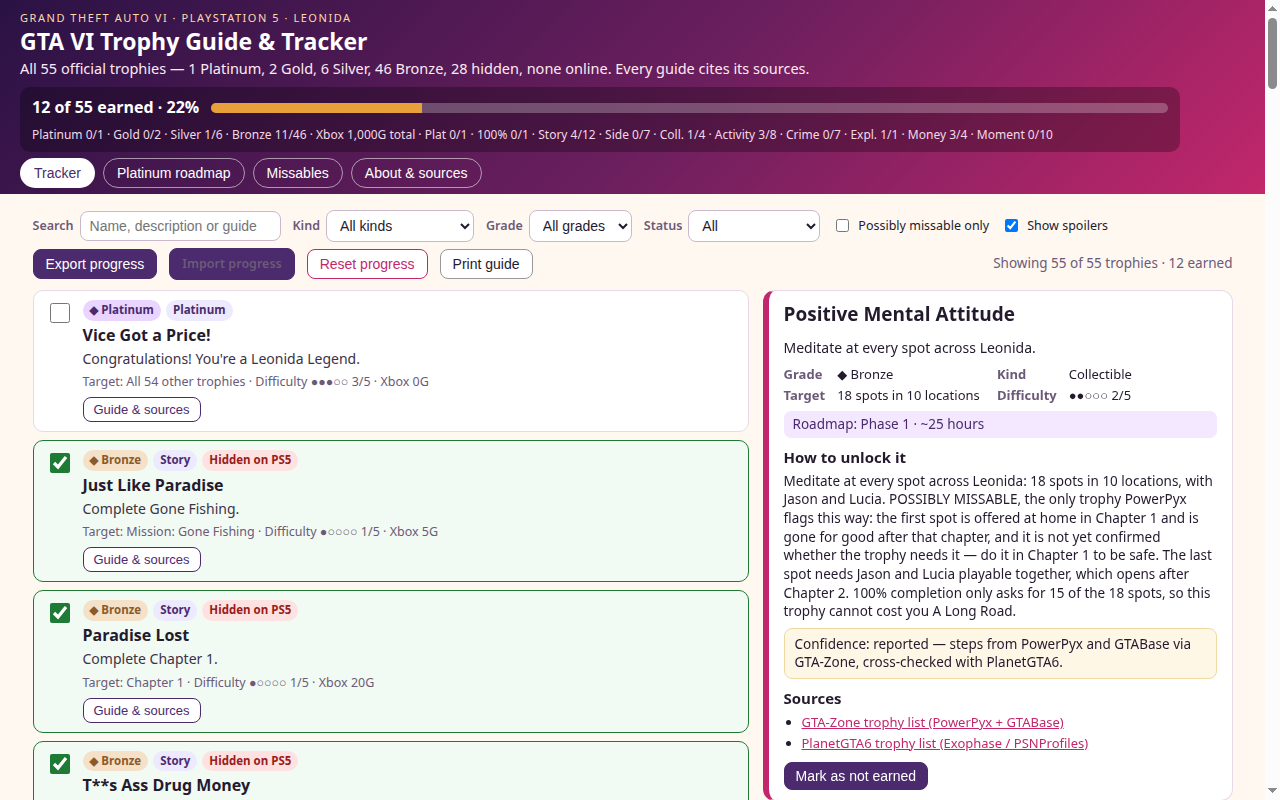 GRAND THEFT AUTO VI · PLAYSTATION 5 · LEONIDA
GTA VI Trophy Guide & Tracker
All 55 official trophies — 1 Platinum, 2 Gold, 6 Silver, 46 Bronze, 28 hidden, none online. Every guide cites its sources.
12 of 55 earned · 22%
Platinum 0/1 · Gold 0/2 · Silver 1/6 · Bronze 11/46 · Xbox 1,000G total · Plat 0/1 · 100% 0/1 · Story 4/12 · Side 0/7 · Coll. 1/4 · Activity 3/8 · Crime 0/7 · Expl. 1/1 · Money 3/4 · Moment 0/10
Tracker Platinum roadmap Missables About & sources
Search Name, description or guide Kind All kinds Grade All grades Status All Possibly missable only Show spoilers
Export progress Import progress Reset progress Print guide Showing 55 of 55 trophies · 12 earned
◆ Platinum Platinum
Vice Got a Price!
Congratulations! You're a Leonida Legend.
Target: All 54 other trophies · Difficulty ●●●○○ 3/5 · Xbox 0G
Guide & sources
◆ Bronze Story Hidden on PS5
Just Like Paradise
Complete Gone Fishing.
Target: Mission: Gone Fishing · Difficulty ●○○○○ 1/5 · Xbox 5G
Guide & sources
◆ Bronze Story Hidden on PS5
Paradise Lost
Complete Chapter 1.
Target: Chapter 1 · Difficulty ●○○○○ 1/5 · Xbox 20G
Guide & sources
◆ Bronze Story Hidden on PS5
T**s Ass Drug Money
Positive Mental Attitude
Meditate at every spot across Leonida.
Grade ◆ Bronze Kind Collectible
Target 18 spots in 10 locations Difficulty ●●○○○ 2/5
Roadmap: Phase 1 · ~25 hours
How to unlock it
Meditate at every spot across Leonida: 18 spots in 10 locations, with
Jason and Lucia. POSSIBLY MISSABLE, the only trophy PowerPyx
flags this way: the first spot is offered at home in Chapter 1 and is
gone for good after that chapter, and it is not yet confirmed
whether the trophy needs it — do it in Chapter 1 to be safe. The last
spot needs Jason and Lucia playable together, which opens after
Chapter 2. 100% completion only asks for 15 of the 18 spots, so this
trophy cannot cost you A Long Road.
Confidence: reported — steps from PowerPyx and GTABase via
GTA-Zone, cross-checked with PlanetGTA6.
Sources
GTA-Zone trophy list (PowerPyx + GTABase)
PlanetGTA6 trophy list (Exophase / PSNProfiles)
Mark as not earned